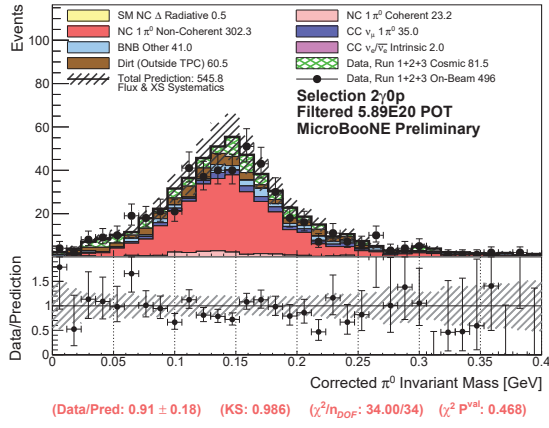 Events
SM NC Δ Radiative 0.5
NC 1π⁰ Coherent 23.2
NC 1π⁰ Non-Coherent 302.3
CC νμ 1π⁰ 35.0
BNB Other 41.0
CC νe/ν̅e Intrinsic 2.0
Dirt (Outside TPC) 60.5
Data, Run 1+2+3 Cosmic 81.5
Total Prediction: 545.8
Flux & XS Systematics
Data, Run 1+2+3 On-Beam 496
Selection 2γ0p
Filtered 5.89E20 POT
MicroBooNE Preliminary
100
80
60
40
20
Data/Prediction
1.5
1
0.5
0
0 0.05 0.1 0.15 0.2 0.25 0.3 0.35 0.4
Corrected π⁰ Invariant Mass [GeV]
(Data/Pred: 0.91 ± 0.18) (KS: 0.986) (χ²/nDOF: 34.00/34) (χ² Pval: 0.468)